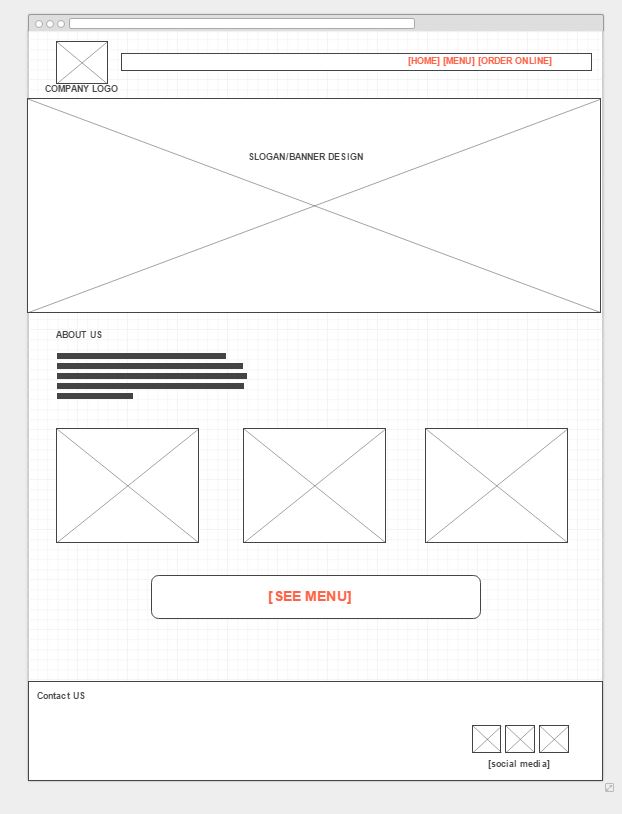 [HOME] [MENU] [ORDER ONLINE]
COMPANY LOGO
SLOGAN/BANNER DESIGN
ABOUT US
[SEE MENU]
Contact US
[social media]